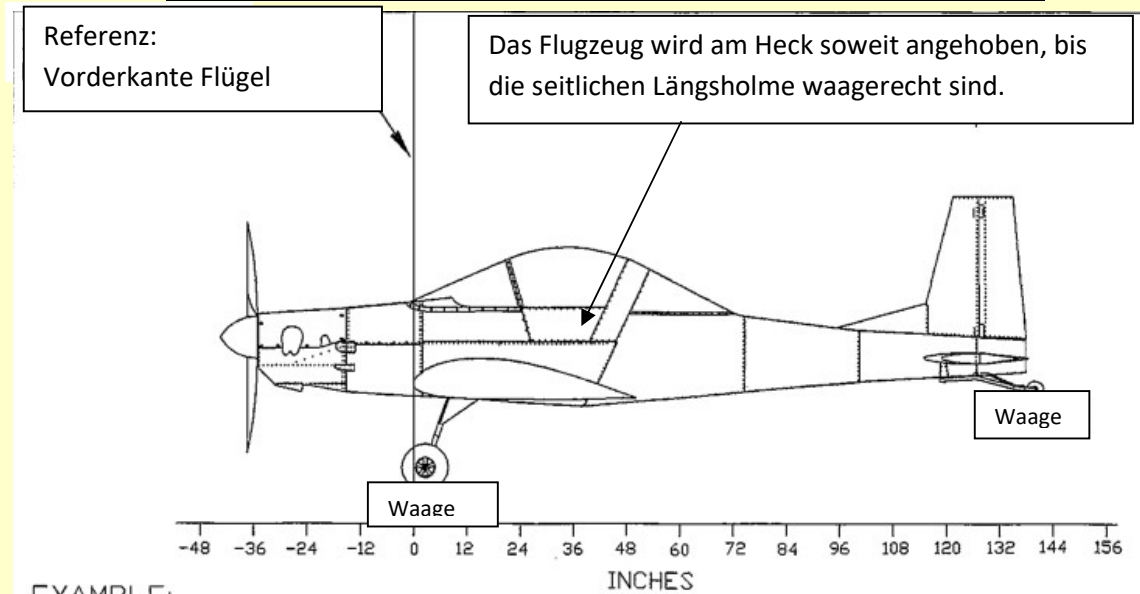 Referenz:
Vorderkante Flügel
Das Flugzeug wird am Heck soweit angehoben, bis
die seitlichen Längsholme waagerecht sind.
Waage
Waage
-48 -36 -24 -12 0 12 24 36 48 60 72 84 96 108 120 132 144 156
INCHES
EXAMPLE: